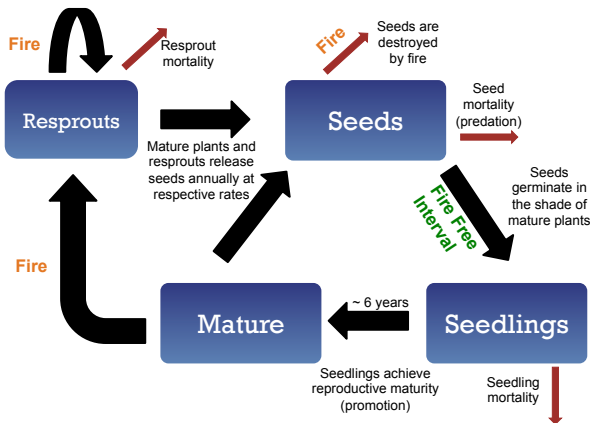 Fire
Resprout
mortality
Resprouts
Fire
Seeds are
destroyed
by fire
Seeds
Seed
mortality
(predation)
Mature plants and
resprouts release
seeds annually at
respective rates
Fire Free
Interval
Seeds
germinate in
the shade of
mature plants
Fire
Mature
~ 6 years
Seedlings
Seedlings achieve
reproductive maturity
(promotion)
Seedling
mortality